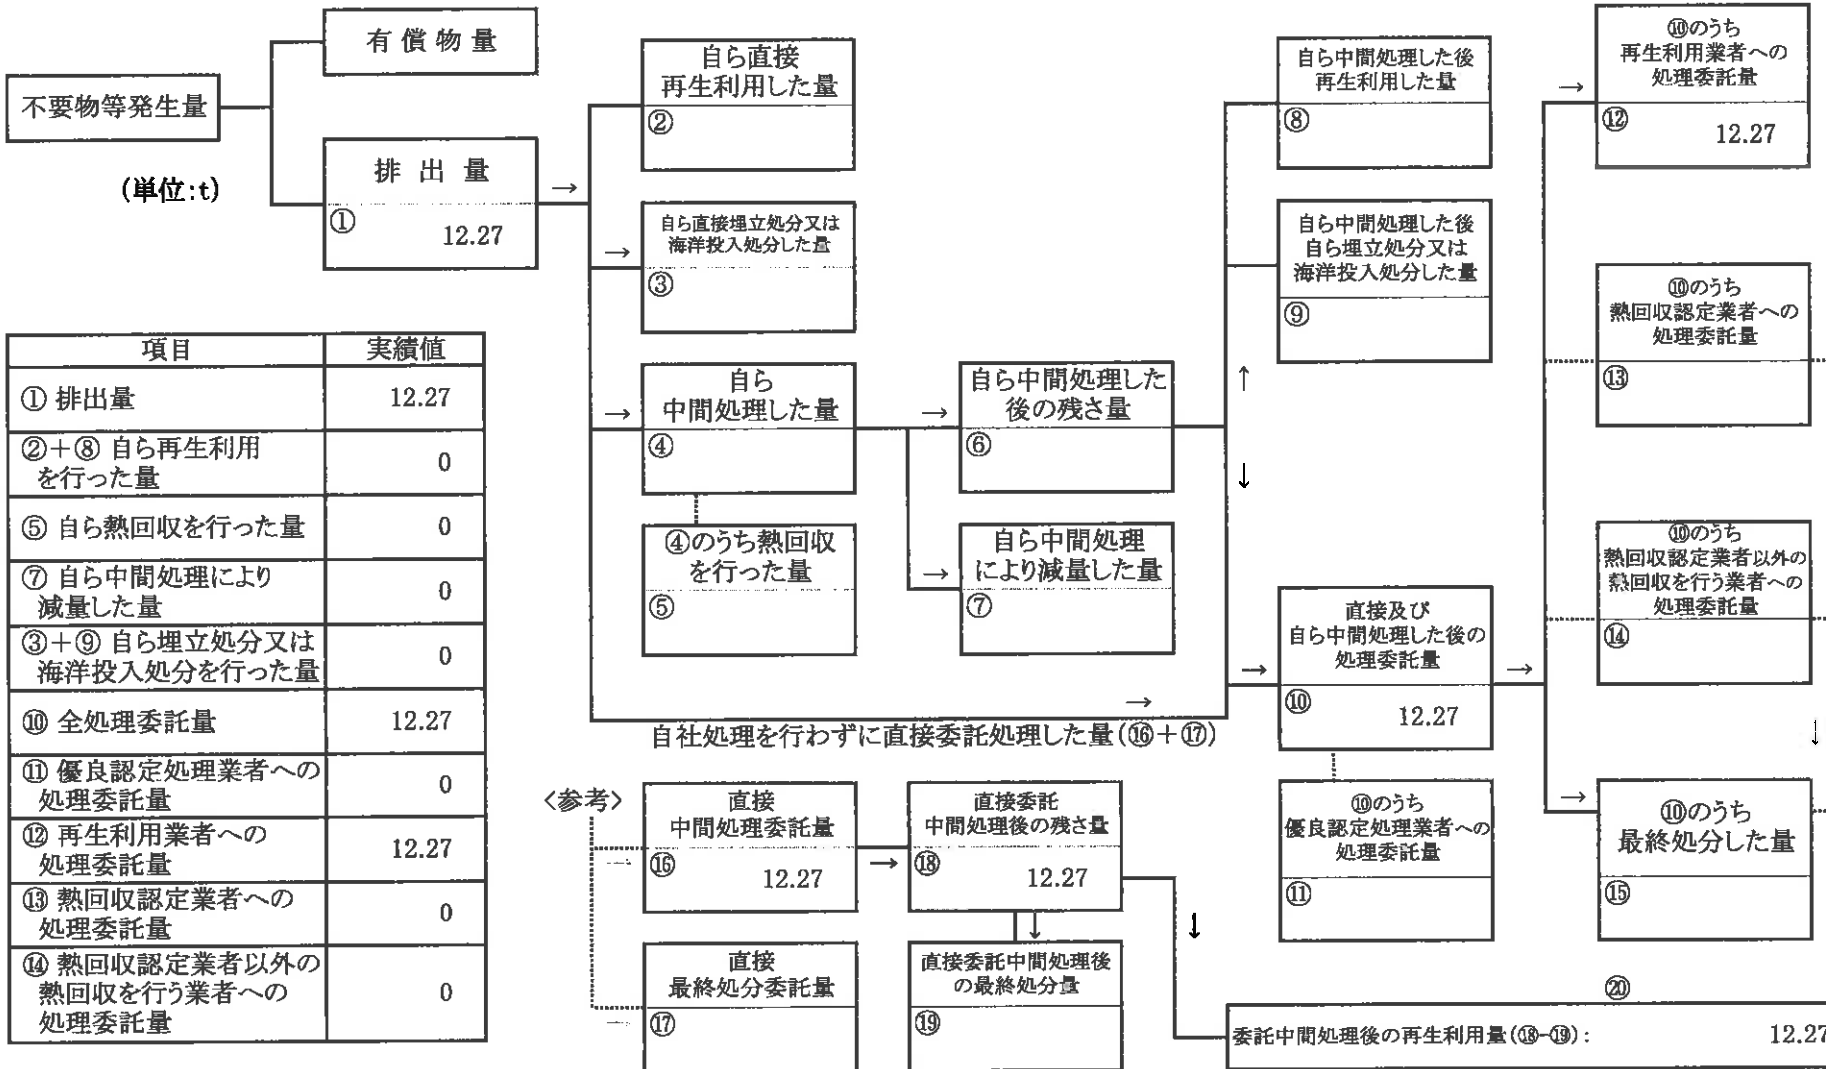 不要物等発生量
有償物量
(単位:t)
排出量
①
12.27
自ら直接
再生利用した量
②
自ら直接埋立処分又は
海洋投入処分した量
③
自ら
中間処理した量
④
④のうち熱回収
を行った量
⑤
自ら中間処理した
後の残さ量
⑥
自ら中間処理
により減量した量
⑦
自ら中間処理した後
再生利用した量
⑧
自ら中間処理した後
自ら埋立処分又は
海洋投入処分した量
⑨
直接及び
自ら中間処理した後の
処理委託量
⑩
12.27
⑩のうち
優良認定処理業者への
処理委託量
⑪
⑩のうち
再生利用業者への
処理委託量
⑫
12.27
⑩のうち
熱回収認定業者への
処理委託量
⑬
⑩のうち
熱回収認定業者以外の
熱回収を行う業者への
処理委託量
⑭
⑩のうち
最終処分した量
⑮
自社処理を行わずに直接委託処理した量(⑯+⑰)
<参考>
直接
中間処理委託量
⑯
12.27
直接
最終処分委託量
⑰
直接委託
中間処理後の残さ量
⑱
12.27
直接委託中間処理後
の最終処分量
⑲
⑳
委託中間処理後の再生利用量(⑱-⑲): 12.27
項目 実績値
① 排出量 12.27
②+⑧ 自ら再生利用
を行った量 0
⑤ 自ら熱回収を行った量 0
⑦ 自ら中間処理により
減量した量 0
③+⑨ 自ら埋立処分又は
海洋投入処分を行った量 0
⑩ 全処理委託量 12.27
⑪ 優良認定処理業者への
処理委託量 0
⑫ 再生利用業者への
処理委託量 12.27
⑬ 熱回収認定業者への
処理委託量 0
⑭ 熱回収認定業者以外の
熱回収を行う業者への
処理委託量 0